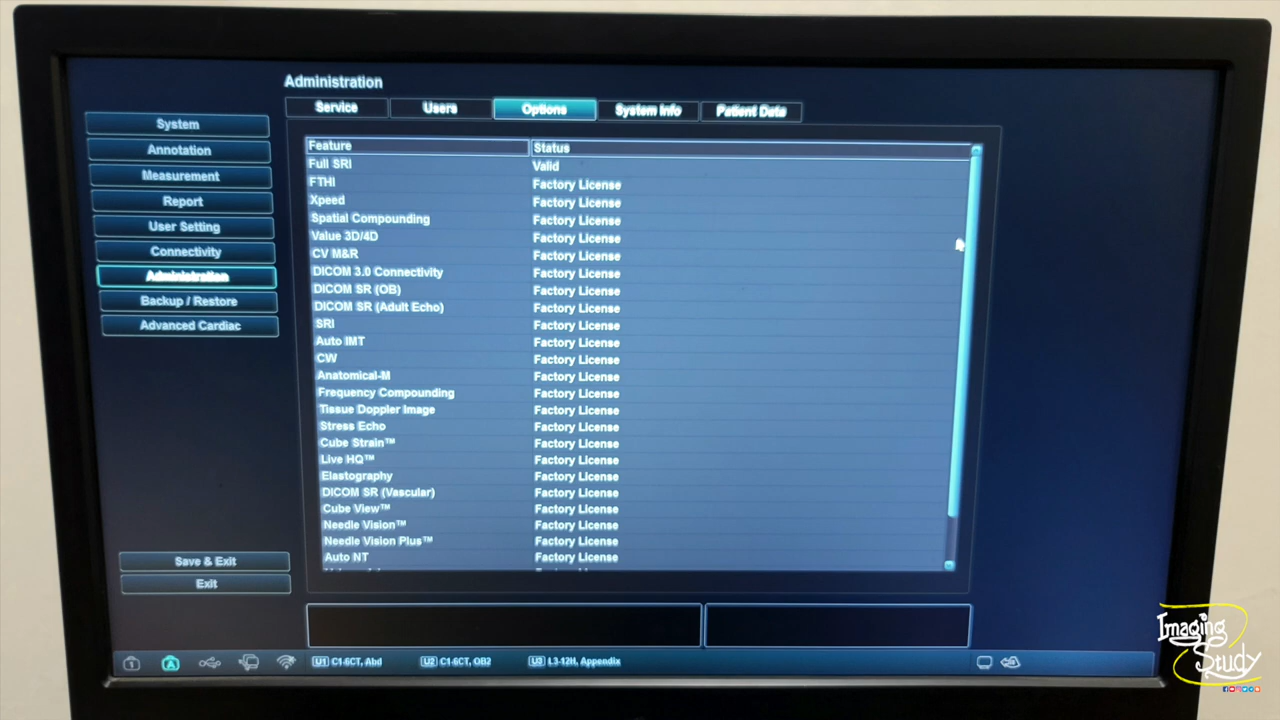 Administration
Service Users Options System Info Patient Data
System
Annotation
Measurement
Report
User Setting
Connectivity
Administration
Backup / Restore
Advanced Cardiac
Save & Exit
Exit
Feature Status
Full SRI Valid
FTHI Factory License
Xpeed Factory License
Spatial Compounding Factory License
Value 3D/4D Factory License
CV M&R Factory License
DICOM 3.0 Connectivity Factory License
DICOM SR (OB) Factory License
DICOM SR (Adult Echo) Factory License
SRI Factory License
Auto IMT Factory License
CW Factory License
Anatomical-M Factory License
Frequency Compounding Factory License
Tissue Doppler Image Factory License
Stress Echo Factory License
Cube Strain™ Factory License
Live HQ™ Factory License
Elastography Factory License
DICOM SR (Vascular) Factory License
Cube View™ Factory License
Needle Vision™ Factory License
Needle Vision Plus™ Factory License
Auto NT Factory License
1 A U1 C1-6CT, Abd U2 C1-6CT, OB2 U3 L3-12H, Appendix
Imaging
Study